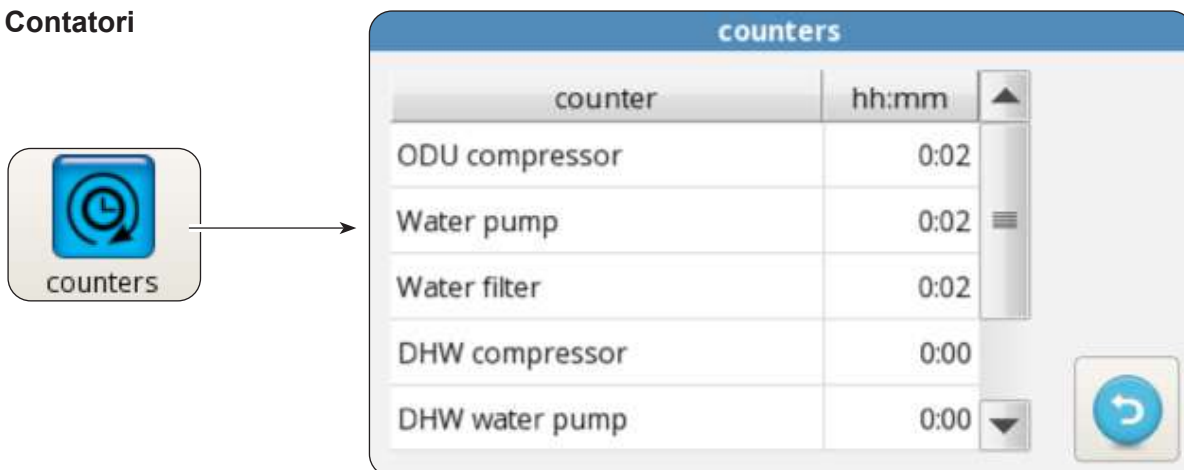 Contatori
counters
counters
counter hh:mm
ODU compressor 0:02
Water pump 0:02
Water filter 0:02
DHW compressor 0:00
DHW water pump 0:00